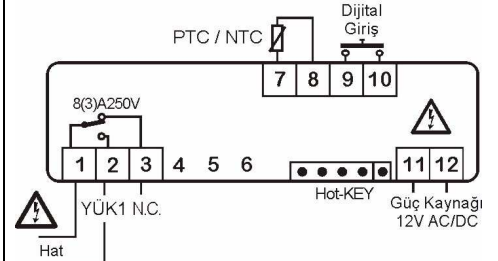 Dijital
Giriş
PTC / NTC
7 8 9 10
8(3)A250V
1 2 3 4 5 6
11 12
YÜK1 N.C.
Hot-KEY
Güç Kaynağı
12V AC/DC
Hat